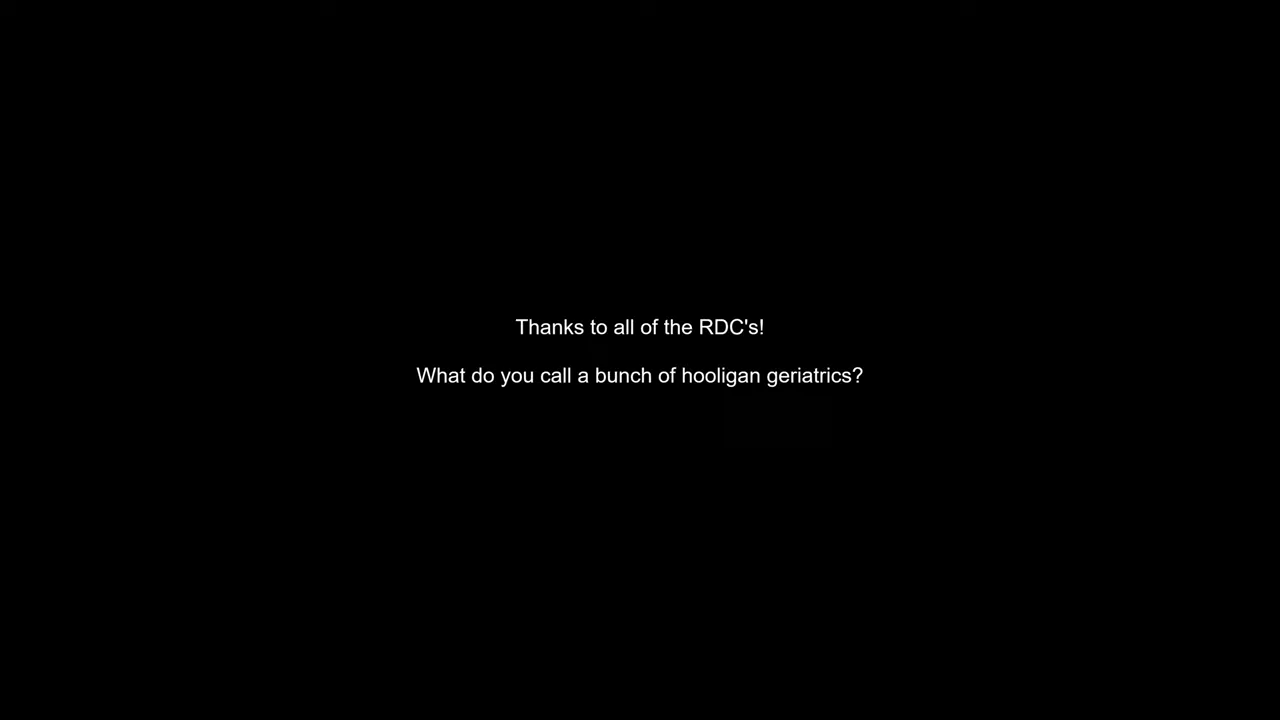 Thanks to all of the RDC's!
What do you call a bunch of hooligan geriatrics?